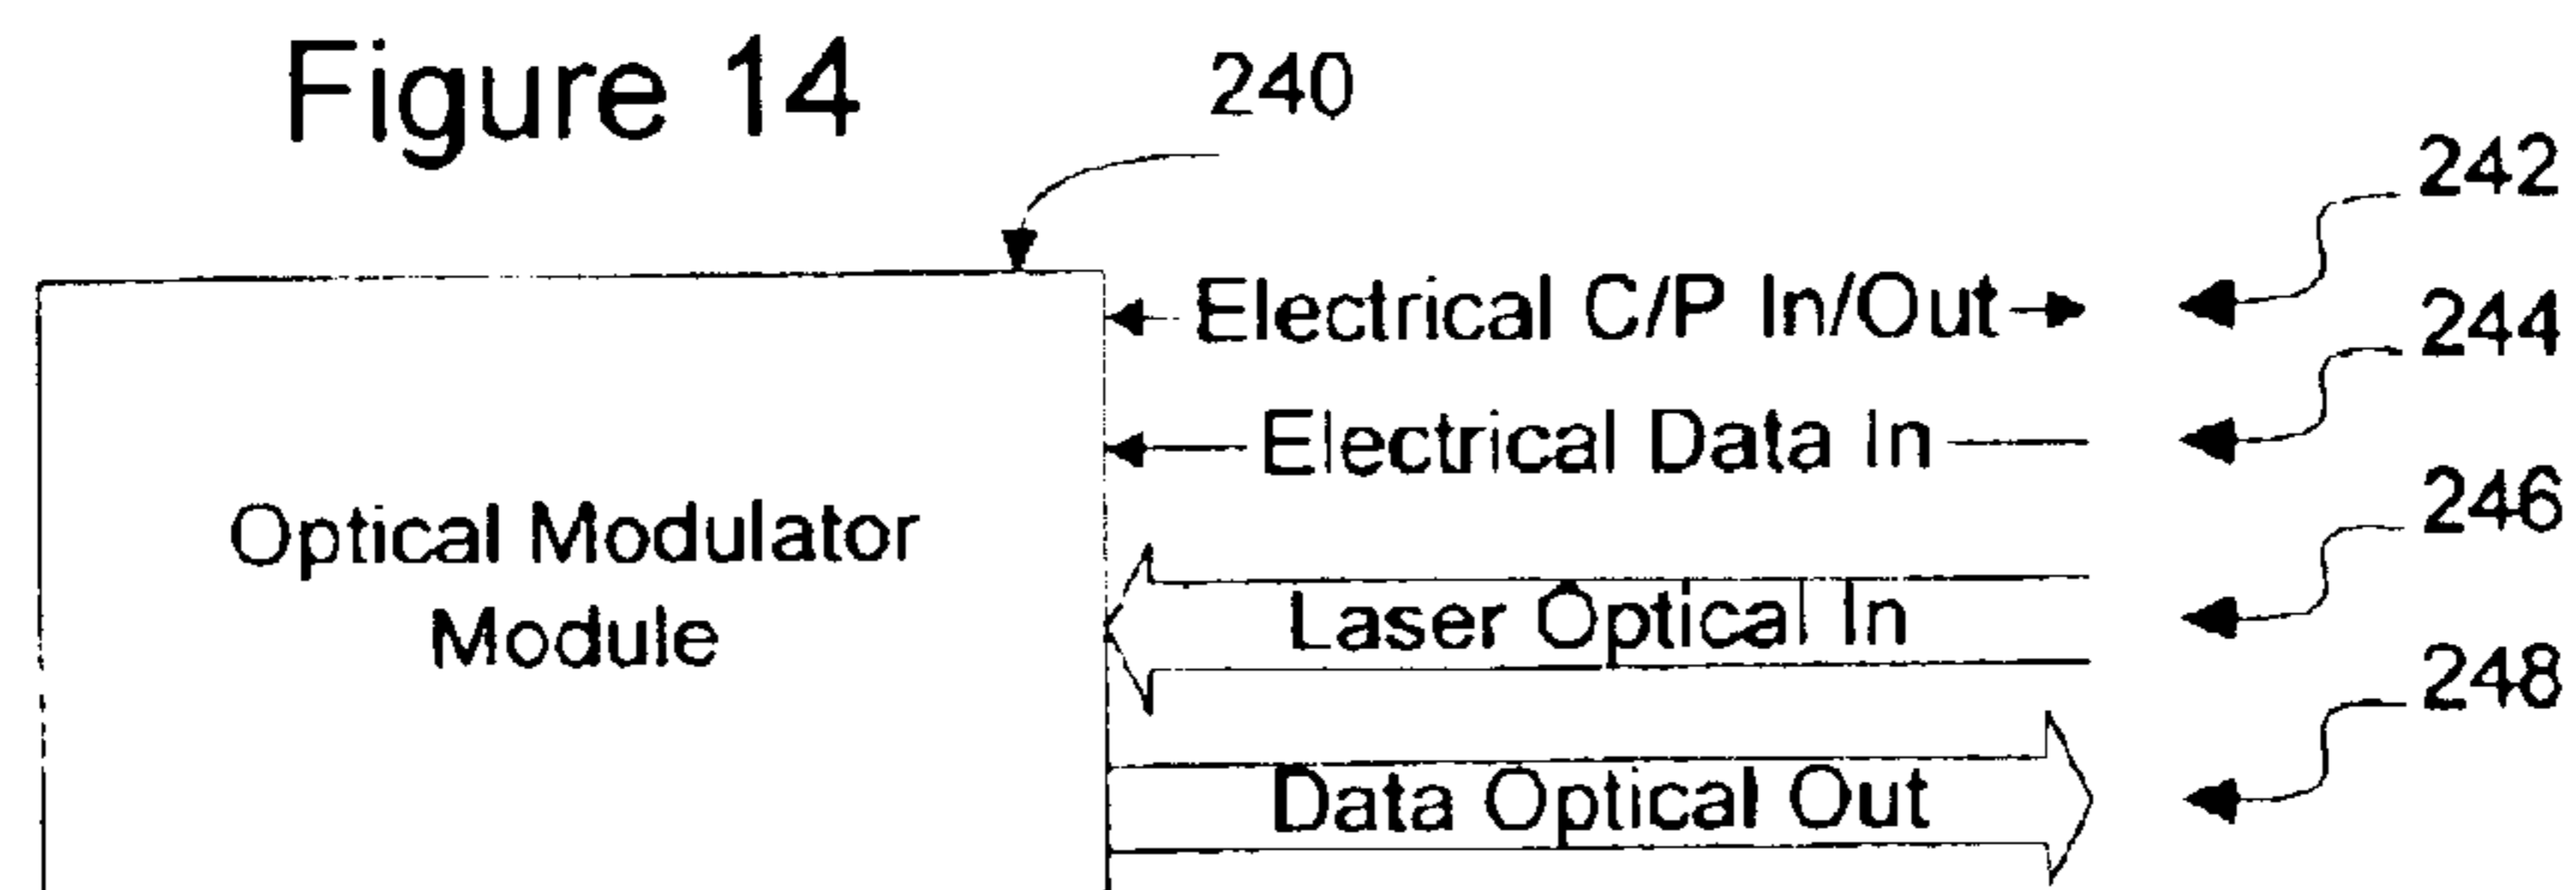 Figure 14
240
242
Electrical C/P In/Out
244
Electrical Data In
246
Optical Modulator
Module
Laser Optical In
248
Data Optical Out